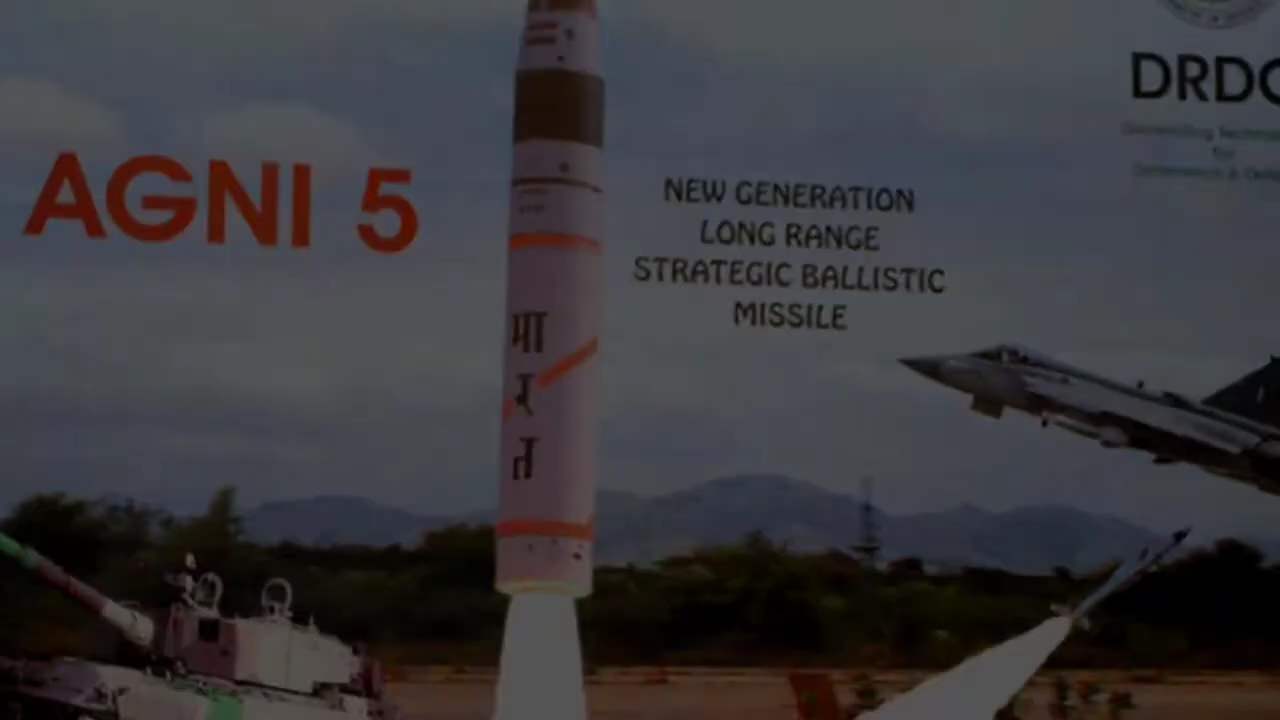 DRDO
AGNI 5
NEW GENERATION
LONG RANGE
STRATEGIC BALLISTIC
MISSILE
भा
र
त